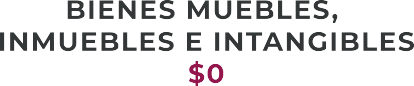 BIENES MUEBLES,
INMUEBLES E INTANGIBLES
$0